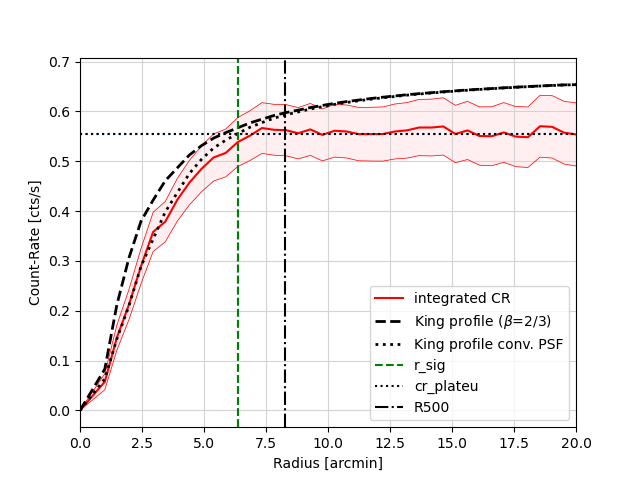 0.7
0.6
0.5
0.4
0.3
0.2
0.1
0.0
Count-Rate [cts/s]
integrated CR
King profile (β=2/3)
King profile conv. PSF
r_sig
cr_plateu
R500
0.0 2.5 5.0 7.5 10.0 12.5 15.0 17.5 20.0
Radius [arcmin]